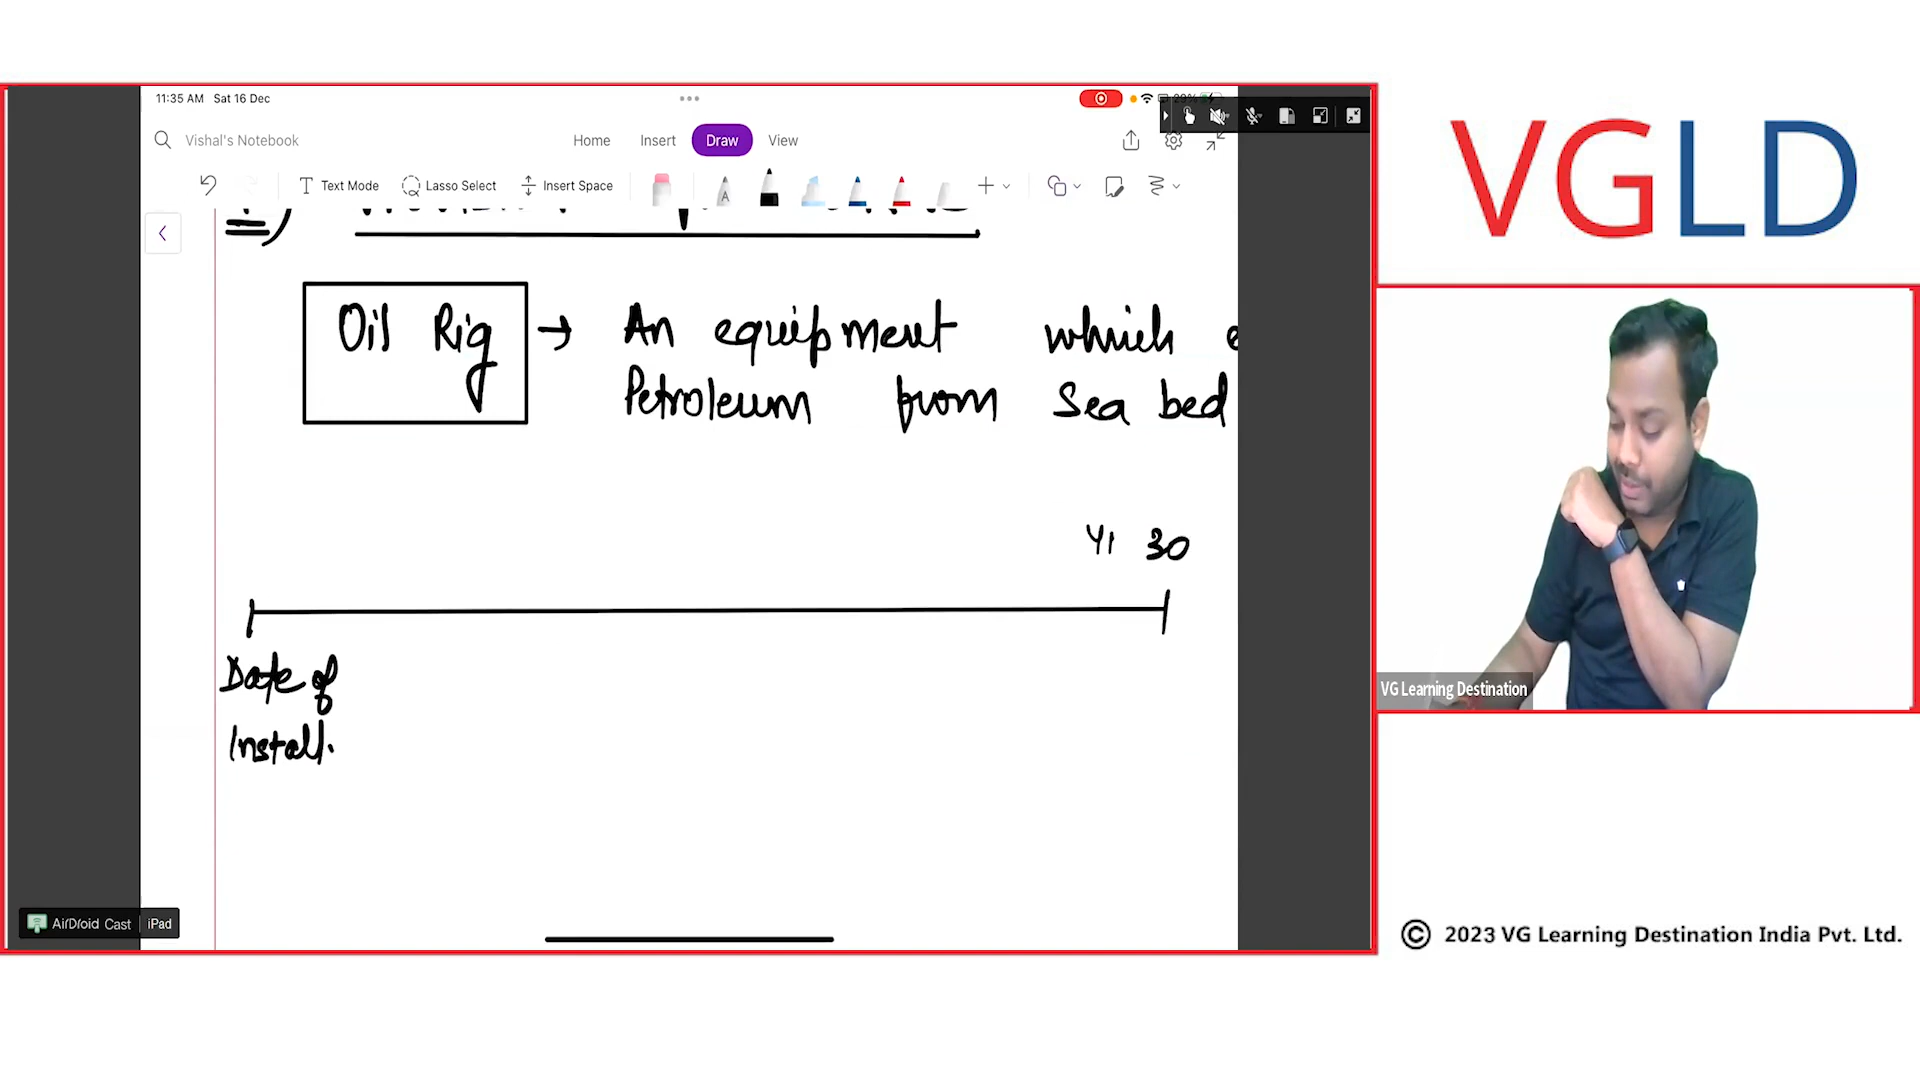 11:35 AM Sat 16 Dec
29%
VGLD
Vishal's Notebook
Home Insert Draw View
Text Mode Lasso Select Insert Space
Oil Rig → An equipment which
Petroleum from Sea bed
Yr 30
Date of
Install.
VG Learning Destination
AirDroid Cast iPad
© 2023 VG Learning Destination India Pvt. Ltd.